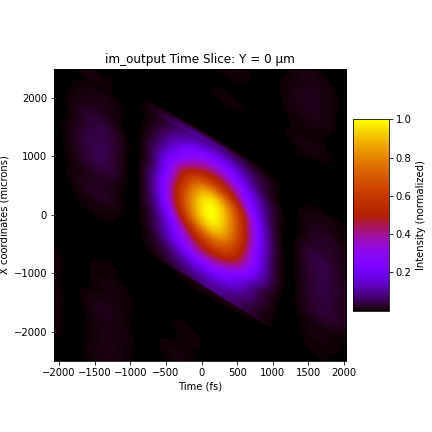 im_output Time Slice: Y = 0 μm
X coordinates (microns)
2000
1000
0
−1000
−2000
−2000 −1500 −1000 −500 0 500 1000 1500 2000
Time (fs)
1.0
0.8
0.6
0.4
0.2
Intensity (normalized)